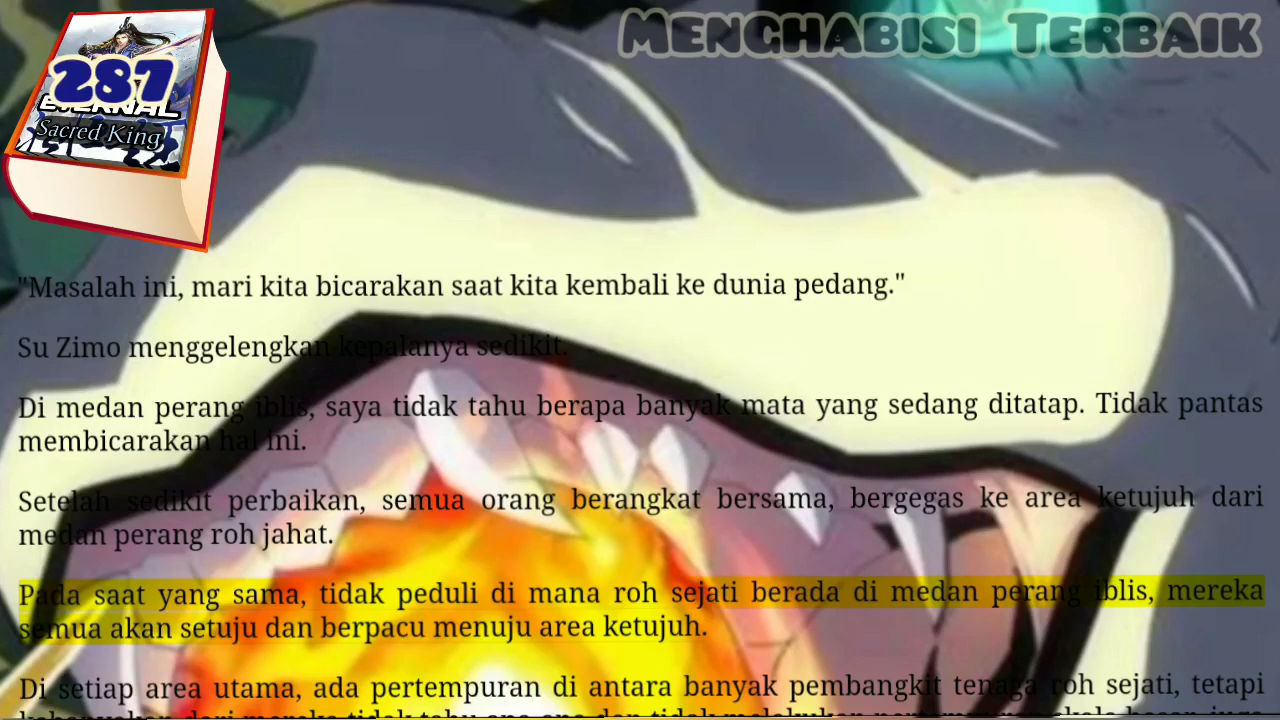 MENGHABISI TERBAIK
287
ETERNAL
Sacred King
"Masalah ini, mari kita bicarakan saat kita kembali ke dunia pedang."
Su Zimo menggelengkan kepalanya sedikit.
Di medan perang iblis, saya tidak tahu berapa banyak mata yang sedang ditatap. Tidak pantas
membicarakan hal ini.
Setelah sedikit perbaikan, semua orang berangkat bersama, bergegas ke area ketujuh dari
medan perang roh jahat.
Pada saat yang sama, tidak peduli di mana roh sejati berada di medan perang iblis, mereka
semua akan setuju dan berpacu menuju area ketujuh.
Di setiap area utama, ada pertempuran di antara banyak pembangkit tenaga roh sejati, tetapi